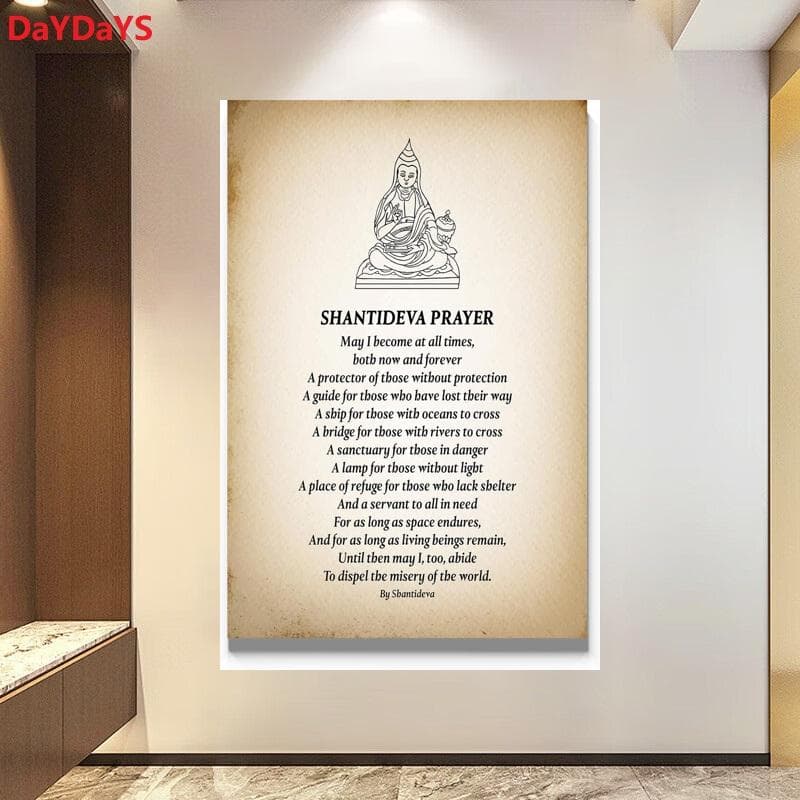 DaYDaYS
SHANTIDEVA PRAYER
May I become at all times,
both now and forever
A protector of those without protection
A guide for those who have lost their way
A ship for those with oceans to cross
A bridge for those with rivers to cross
A sanctuary for those in danger
A lamp for those without light
A place of refuge for those who lack shelter
And a servant to all in need
For as long as space endures,
And for as long as living beings remain,
Until then may I, too, abide
To dispel the misery of the world.
By Shantideva